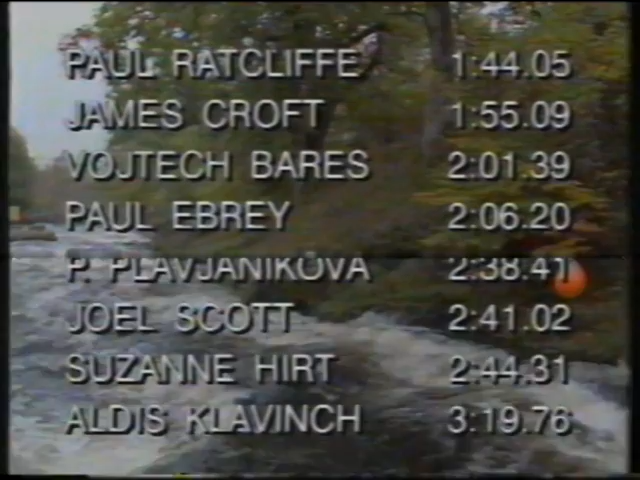 PAUL RATCLIFFE 1:44.05
JAMES CROFT 1:55.09
VOJTECH BARES 2:01.39
PAUL EBREY 2:06.20
P. PLAVJANIKOVA 2:38.41
JOEL SCOTT 2:41.02
SUZANNE HIRT 2:44.31
ALDIS KLAVINCH 3:19.76